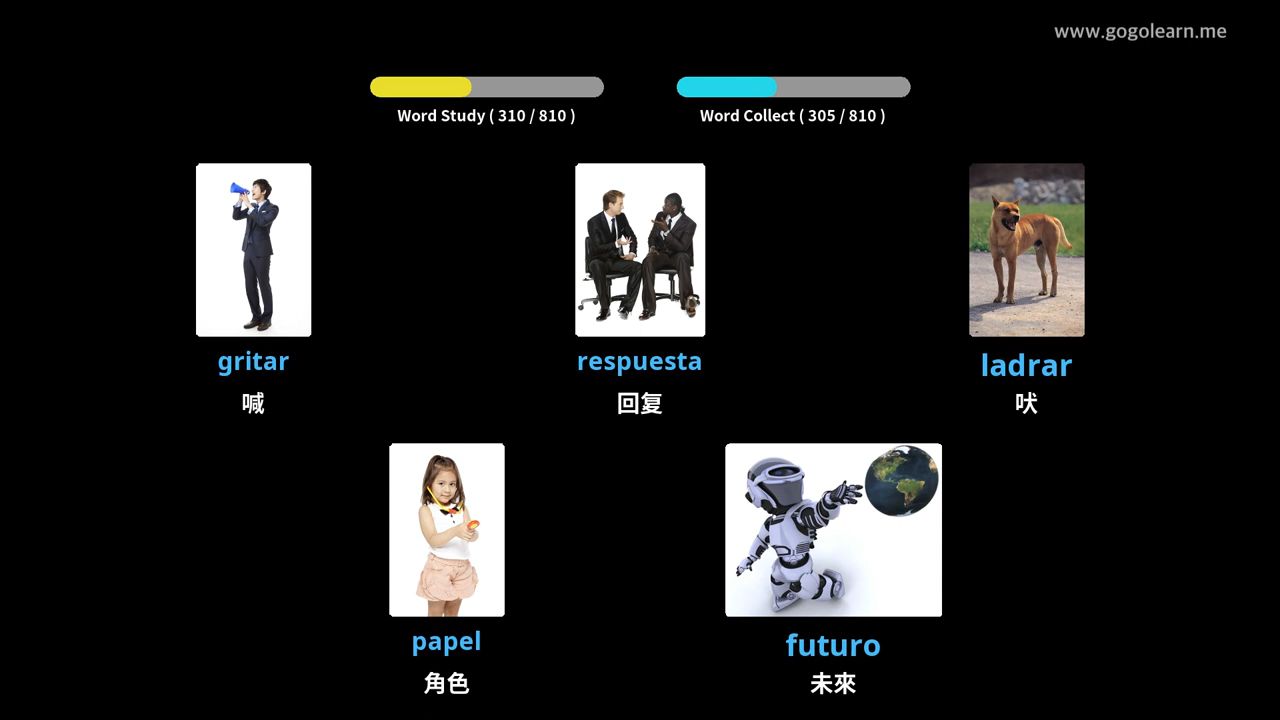 www.gogolearn.me
Word Study ( 310 / 810 )
Word Collect ( 305 / 810 )
gritar
喊
respuesta
回复
ladrar
吠
papel
角色
futuro
未來